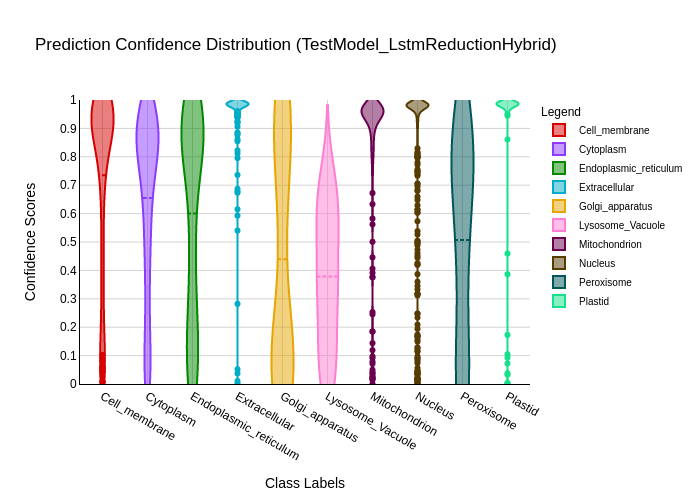 Prediction Confidence Distribution (TestModel_LstmReductionHybrid)
Confidence Scores
1
0.9
0.8
0.7
0.6
0.5
0.4
0.3
0.2
0.1
0
Cell_membrane
Cytoplasm
Endoplasmic_reticulum
Extracellular
Golgi_apparatus
Lysosome_Vacuole
Mitochondrion
Nucleus
Peroxisome
Plastid
Class Labels
Legend
Cell_membrane
Cytoplasm
Endoplasmic_reticulum
Extracellular
Golgi_apparatus
Lysosome_Vacuole
Mitochondrion
Nucleus
Peroxisome
Plastid